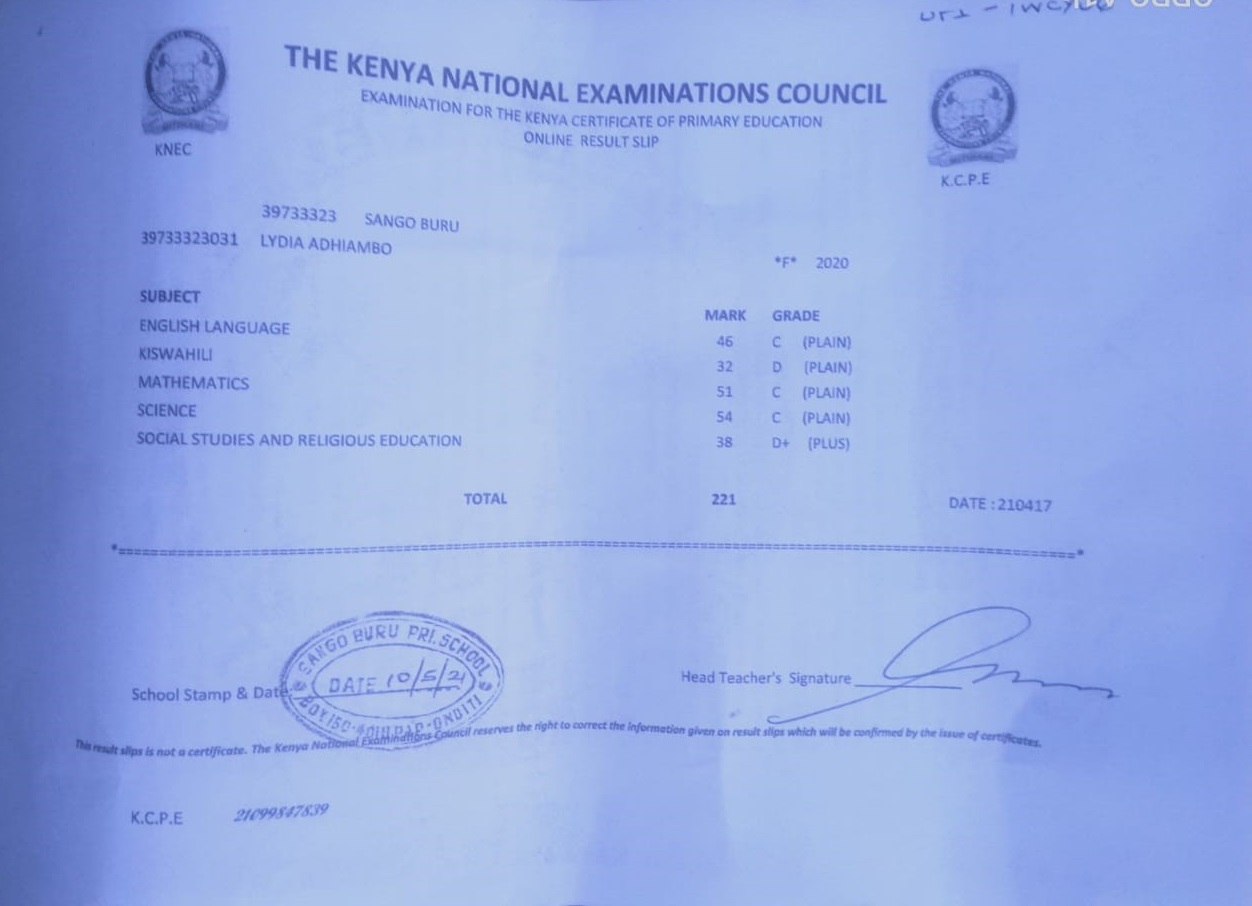 THE KENYA NATIONAL EXAMINATIONS COUNCIL
EXAMINATION FOR THE KENYA CERTIFICATE OF PRIMARY EDUCATION
ONLINE RESULT SLIP
KNEC
K.C.P.E
39733323 SANGO BURU
39733323031 LYDIA ADHIAMBO
*F* 2020
SUBJECT MARK GRADE
ENGLISH LANGUAGE 46 C (PLAIN)
KISWAHILI 32 D (PLAIN)
MATHEMATICS 51 C (PLAIN)
SCIENCE 54 C (PLAIN)
SOCIAL STUDIES AND RELIGIOUS EDUCATION 38 D+ (PLUS)
TOTAL 221 DATE :210417
SANGO BURU PRI. SCHOOL
DATE 10/5/21
School Stamp & Date
Head Teacher's Signature
This result slips is not a certificate. The Kenya National Examinations Council reserves the right to correct the information given on result slips which will be confirmed by the issue of certificates.
K.C.P.E 21099847839